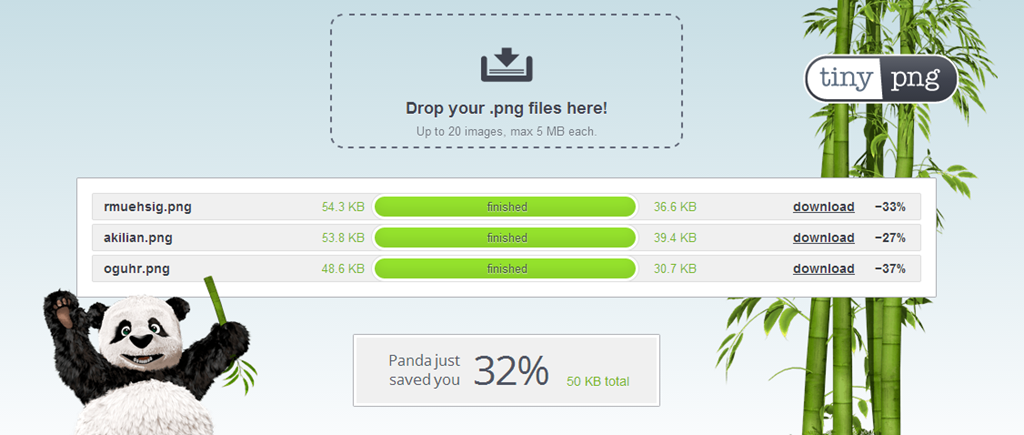 tiny png
Drop your .png files here!
Up to 20 images, max 5 MB each.
rmuehsig.png 54.3 KB finished 36.6 KB download −33%
akilian.png 53.8 KB finished 39.4 KB download −27%
oguhr.png 48.6 KB finished 30.7 KB download −37%
Panda just
saved you 32% 50 KB total